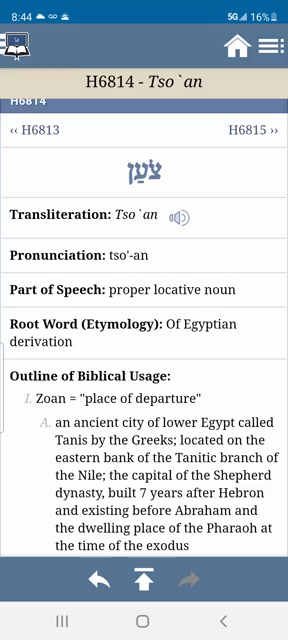 8:44
5G 16%
H6814 - Tso`an
H6814
‹‹ H6813
H6815 ››
צֹעַן
Transliteration: Tso`an
Pronunciation: tso'-an
Part of Speech: proper locative noun
Root Word (Etymology): Of Egyptian
derivation
Outline of Biblical Usage:
I. Zoan = "place of departure"
A. an ancient city of lower Egypt called
Tanis by the Greeks; located on the
eastern bank of the Tanitic branch of
the Nile; the capital of the Shepherd
dynasty, built 7 years after Hebron
and existing before Abraham and
the dwelling place of the Pharaoh at
the time of the exodus